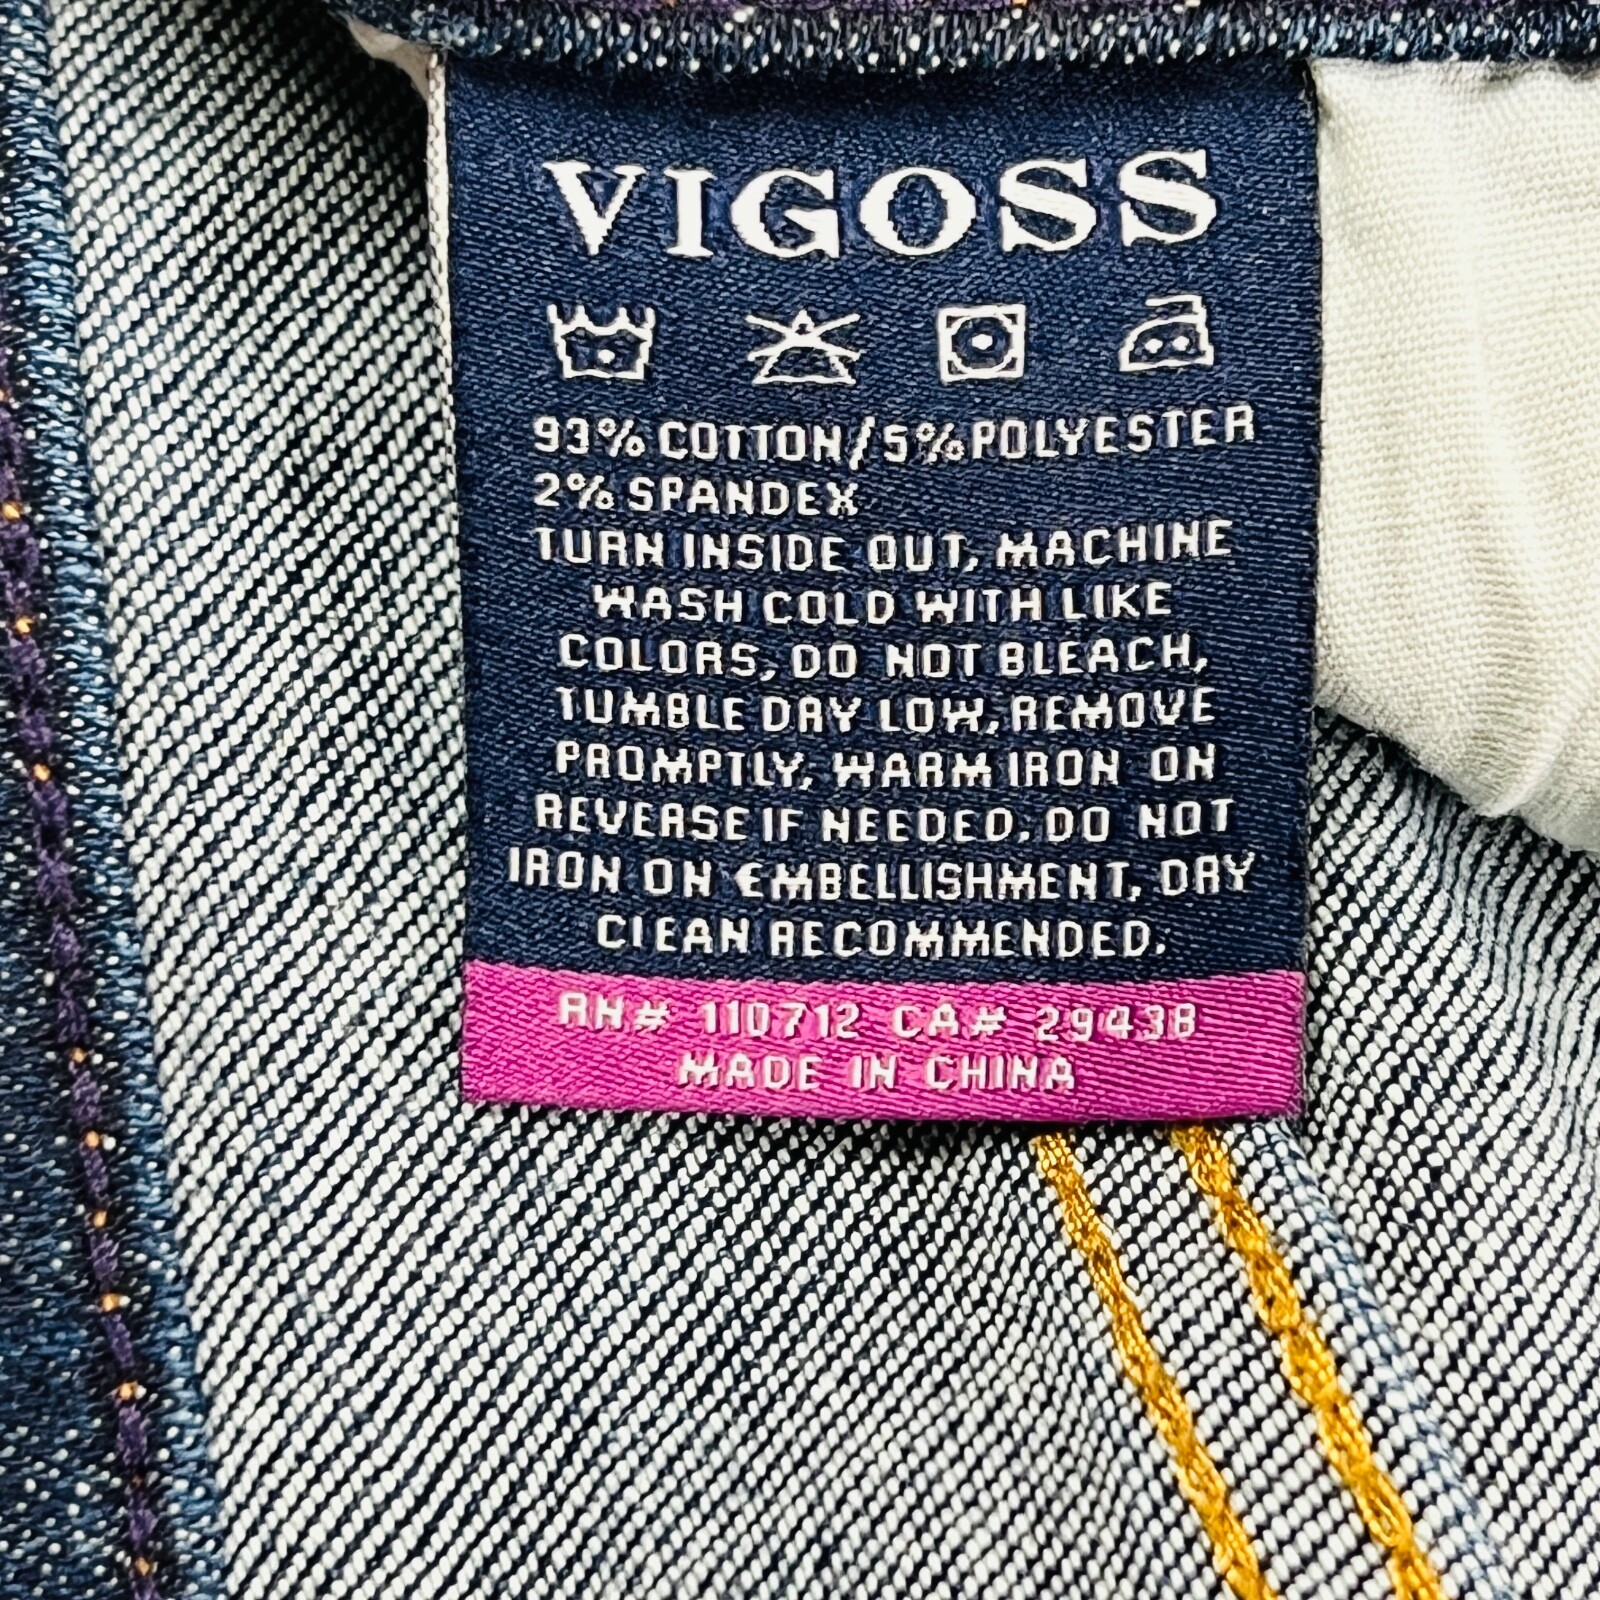 VIGOSS
93% COTTON/5% POLYESTER
2% SPANDEX
TURN INSIDE OUT, MACHINE
WASH COLD WITH LIKE
COLORS, DO NOT BLEACH,
TUMBLE DRY LOW, REMOVE
PROMPTLY, WARM IRON ON
REVERSE IF NEEDED. DO NOT
IRON ON EMBELLISHMENT, DRY
CLEAN RECOMMENDED.
RN# 110712 CA# 29438
MADE IN CHINA